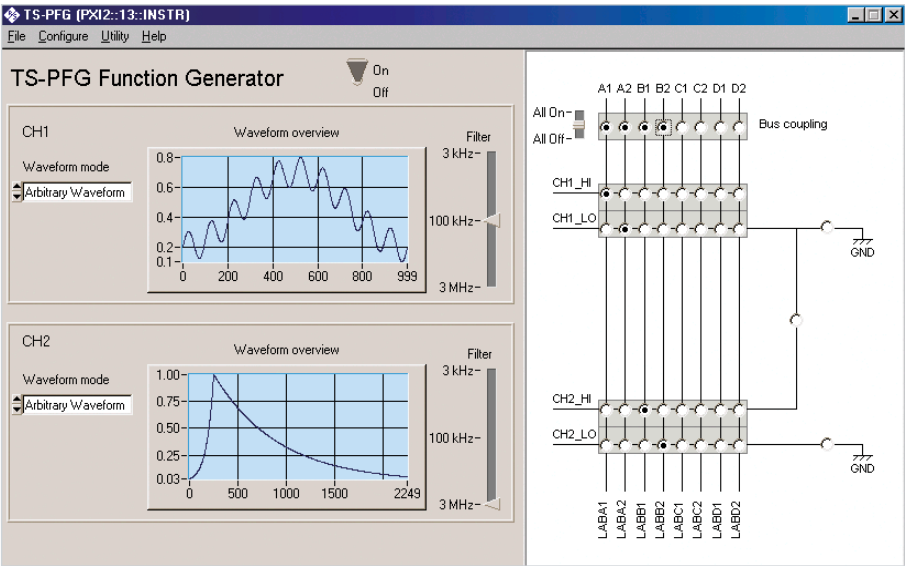 TS-PFG (PXI2::13::INSTR)
File Configure Utility Help
TS-PFG Function Generator
On
Off
CH1
Waveform overview
Filter
Waveform mode
Arbitrary Waveform
0.8
0.6
0.4
0.2
0.1
0 200 400 600 800 999
3 kHz
100 kHz
3 MHz
CH2
Waveform overview
Filter
Waveform mode
Arbitrary Waveform
1.00
0.75
0.50
0.25
0.03
0 500 1000 1500 2249
3 kHz
100 kHz
3 MHz
A1 A2 B1 B2 C1 C2 D1 D2
All On
All Off
Bus coupling
CH1_HI
CH1_LO
GND
CH2_HI
CH2_LO
GND
LABA1
LABA2
LABB1
LABB2
LABC1
LABC2
LABD1
LABD2